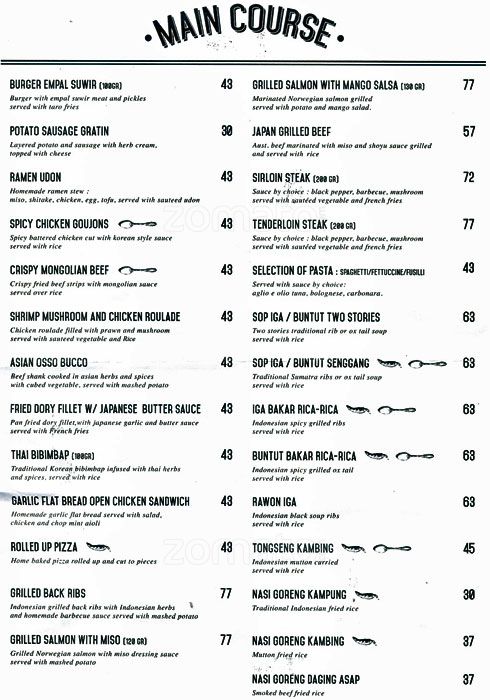 MAIN COURSE
BURGER EMPAL SUWIR (100GR) 43
Burger with empal suwir meat and pickles
served with taro fries
POTATO SAUSAGE GRATIN 30
Layered potato and sausage with herb cream,
topped with cheese
RAMEN UDON 43
Homemade ramen stew :
miso, shitake, chicken, egg, tofu, served with sauteed udon
SPICY CHICKEN GOUJONS 43
Spicy battered chicken cut with korean style sauce
served with rice
CRISPY MONGOLIAN BEEF 43
Crispy fried beef strips with mongolian sauce
served over rice
SHRIMP MUSHROOM AND CHICKEN ROULADE 43
Chicken roulade filled with prawn and mushroom
served with sauteed vegetable and Rice
ASIAN OSSO BUCCO 43
Beef shank cooked in asian herbs and spices
with cubed vegetable, served with mashed potato
FRIED DORY FILLET W/ JAPANESE BUTTER SAUCE 43
Pan fried dory fillet,with japanese garlic and butter sauce
served with French fries
THAI BIBIMBAP (100GR) 43
Traditional Korean bibimbap infused with thai herbs
and spices, served with rice
GARLIC FLAT BREAD OPEN CHICKEN SANDWICH 43
Homemade garlic flat bread served with salad,
chicken and chop mint aioli
ROLLED UP PIZZA 43
Home baked pizza rolled up and cut to pieces
GRILLED BACK RIBS 77
Indonesian grilled back ribs with Indonesian herbs
and homemade barbecue sauce served with mashed potato
GRILLED SALMON WITH MISO (120 GR) 77
Grilled Norwegian salmon with miso dressing sauce
served with mashed potato
GRILLED SALMON WITH MANGO SALSA (130 GR) 77
Marinated Norwegian salmon grilled
served with potato and mango salad.
JAPAN GRILLED BEEF 57
Aust. beef marinated with miso and shoyu sauce grilled
and served with rice
SIRLOIN STEAK (200 GR) 72
Sauce by choice : black pepper, barbecue, mushroom
served with sautéed vegetable and french fries
TENDERLOIN STEAK (200 GR) 77
Sauce by choice : black pepper, barbecue, mushroom
served with sautéed vegetable and french fries
SELECTION OF PASTA : SPAGHETTI/FETTUCCINE/FUSILLI 43
Served with sauce by choice:
aglio e olio tuna, bolognese, carbonara.
SOP IGA / BUNTUT TWO STORIES 63
Two stories traditional rib or ox tail soup
served with rice
SOP IGA / BUNTUT SENGGANG 63
Traditional Sumatra ribs or ox tail soup
served with rice
IGA BAKAR RICA-RICA 63
Indonesian spicy grilled ribs
served with rice
BUNTUT BAKAR RICA-RICA 63
Indonesian spicy grilled ox tail
served with rice
RAWON IGA 63
Indonesian black soup ribs
served with rice
TONGSENG KAMBING 45
Indonesian mutton curried
served with rice
NASI GORENG KAMPUNG 30
Traditional Indonesian fried rice
NASI GORENG KAMBING 37
Mutton fried rice
NASI GORENG DAGING ASAP 37
Smoked beef fried rice